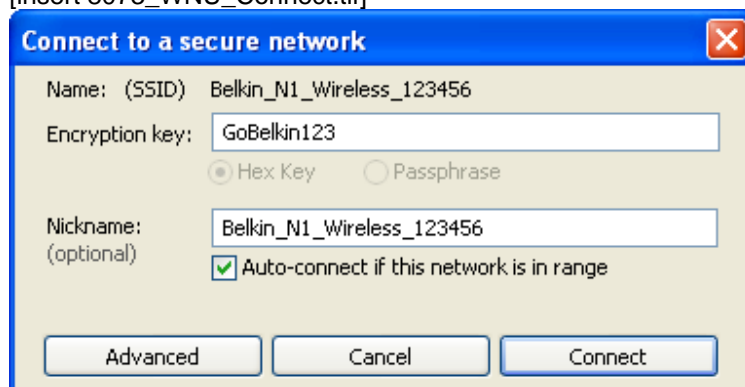 [insert 8073_WNC_Connect.tif]
Connect to a secure network
Name: (SSID) Belkin_N1_Wireless_123456
Encryption key: GoBelkin123
Hex Key Passphrase
Nickname: Belkin_N1_Wireless_123456
(optional)
Auto-connect if this network is in range
Advanced Cancel Connect